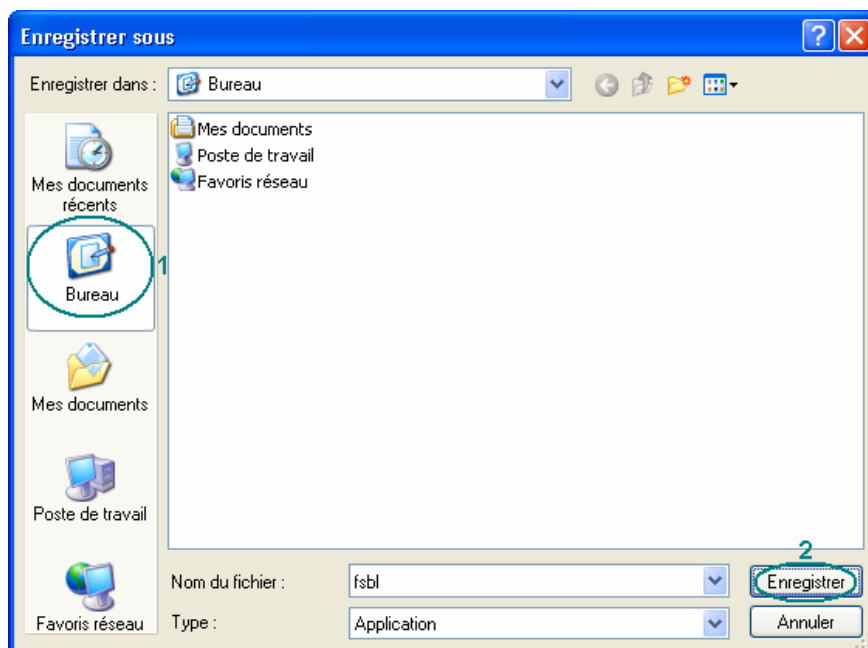 Enregistrer sous
Enregistrer dans :
Bureau
Mes documents
récents
Bureau
1
Mes documents
Poste de travail
Favoris réseau
Mes documents
Poste de travail
Favoris réseau
2
Nom du fichier :
fsbl
Enregistrer
Type :
Application
Annuler